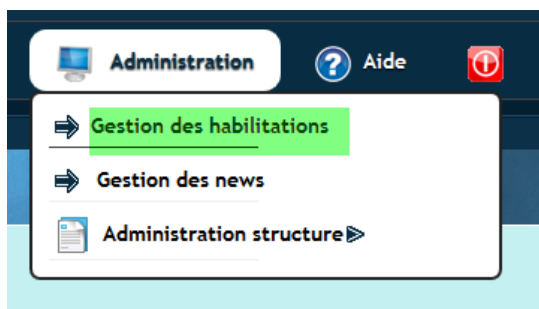 Administration Aide
Gestion des habilitations
Gestion des news
Administration structure